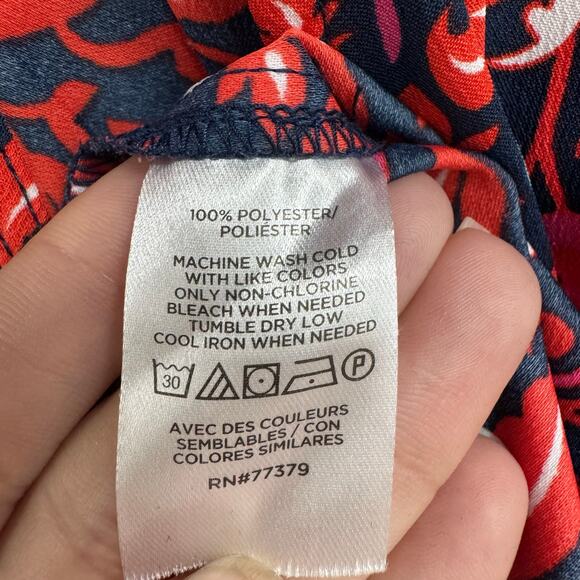 100% POLYESTER/
POLIÉSTER
MACHINE WASH COLD
WITH LIKE COLORS
ONLY NON-CHLORINE
BLEACH WHEN NEEDED
TUMBLE DRY LOW
COOL IRON WHEN NEEDED
30 P
AVEC DES COULEURS
SEMBLABLES / CON
COLORES SIMILARES
RN#77379